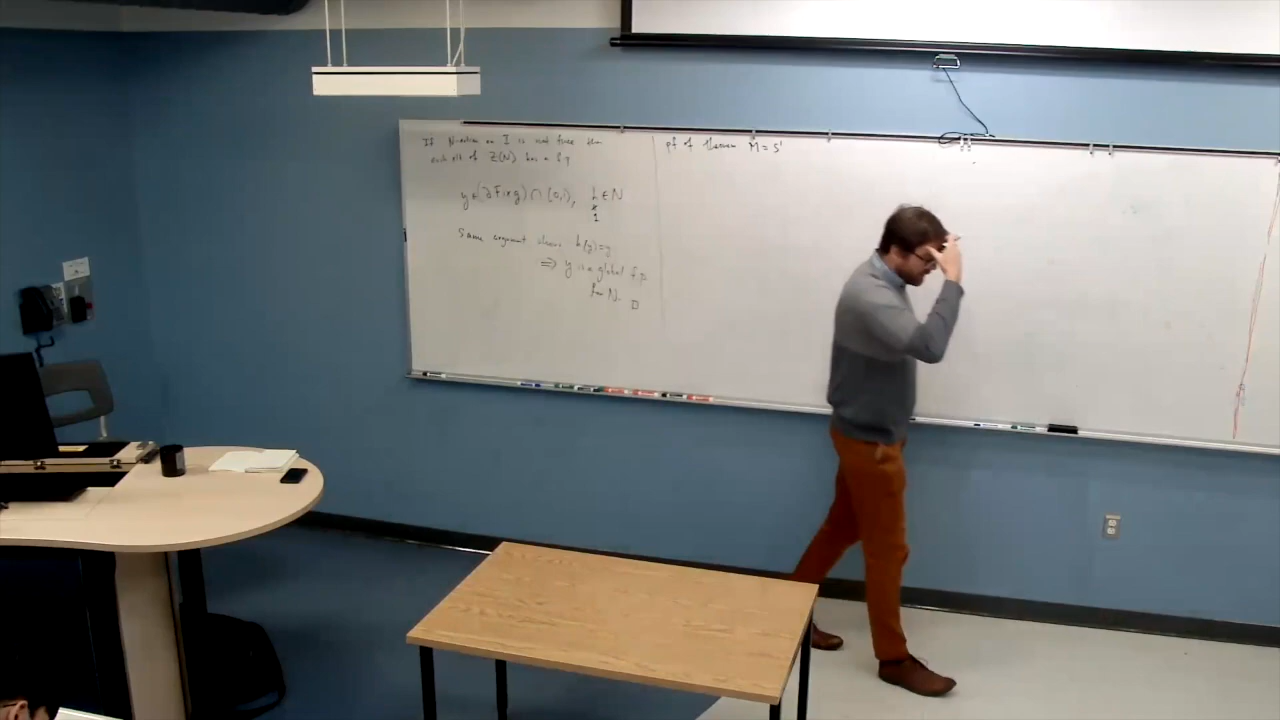 If N-action on I is not free then
each elt of Z(N) has a f.p
y ∈ (∂Fix g) ∩ (0,1), h ∈ N
1
Same argument shows h(y)=y
⇒ y is a global f.p
for N. □
pf of theorem M = S¹